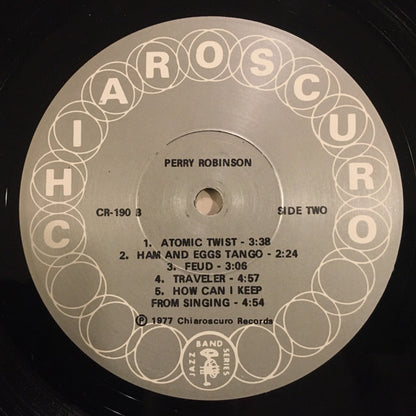 CHIAROSCURO
PERRY ROBINSON
CR-190 B
SIDE TWO
1. ATOMIC TWIST - 3:38
2. HAM AND EGGS TANGO - 2:24
3. FEUD - 3:06
4. TRAVELER - 4:57
5. HOW CAN I KEEP
FROM SINGING - 4:54
Ⓟ 1977 Chiaroscuro Records
JAZZ BAND SERIES